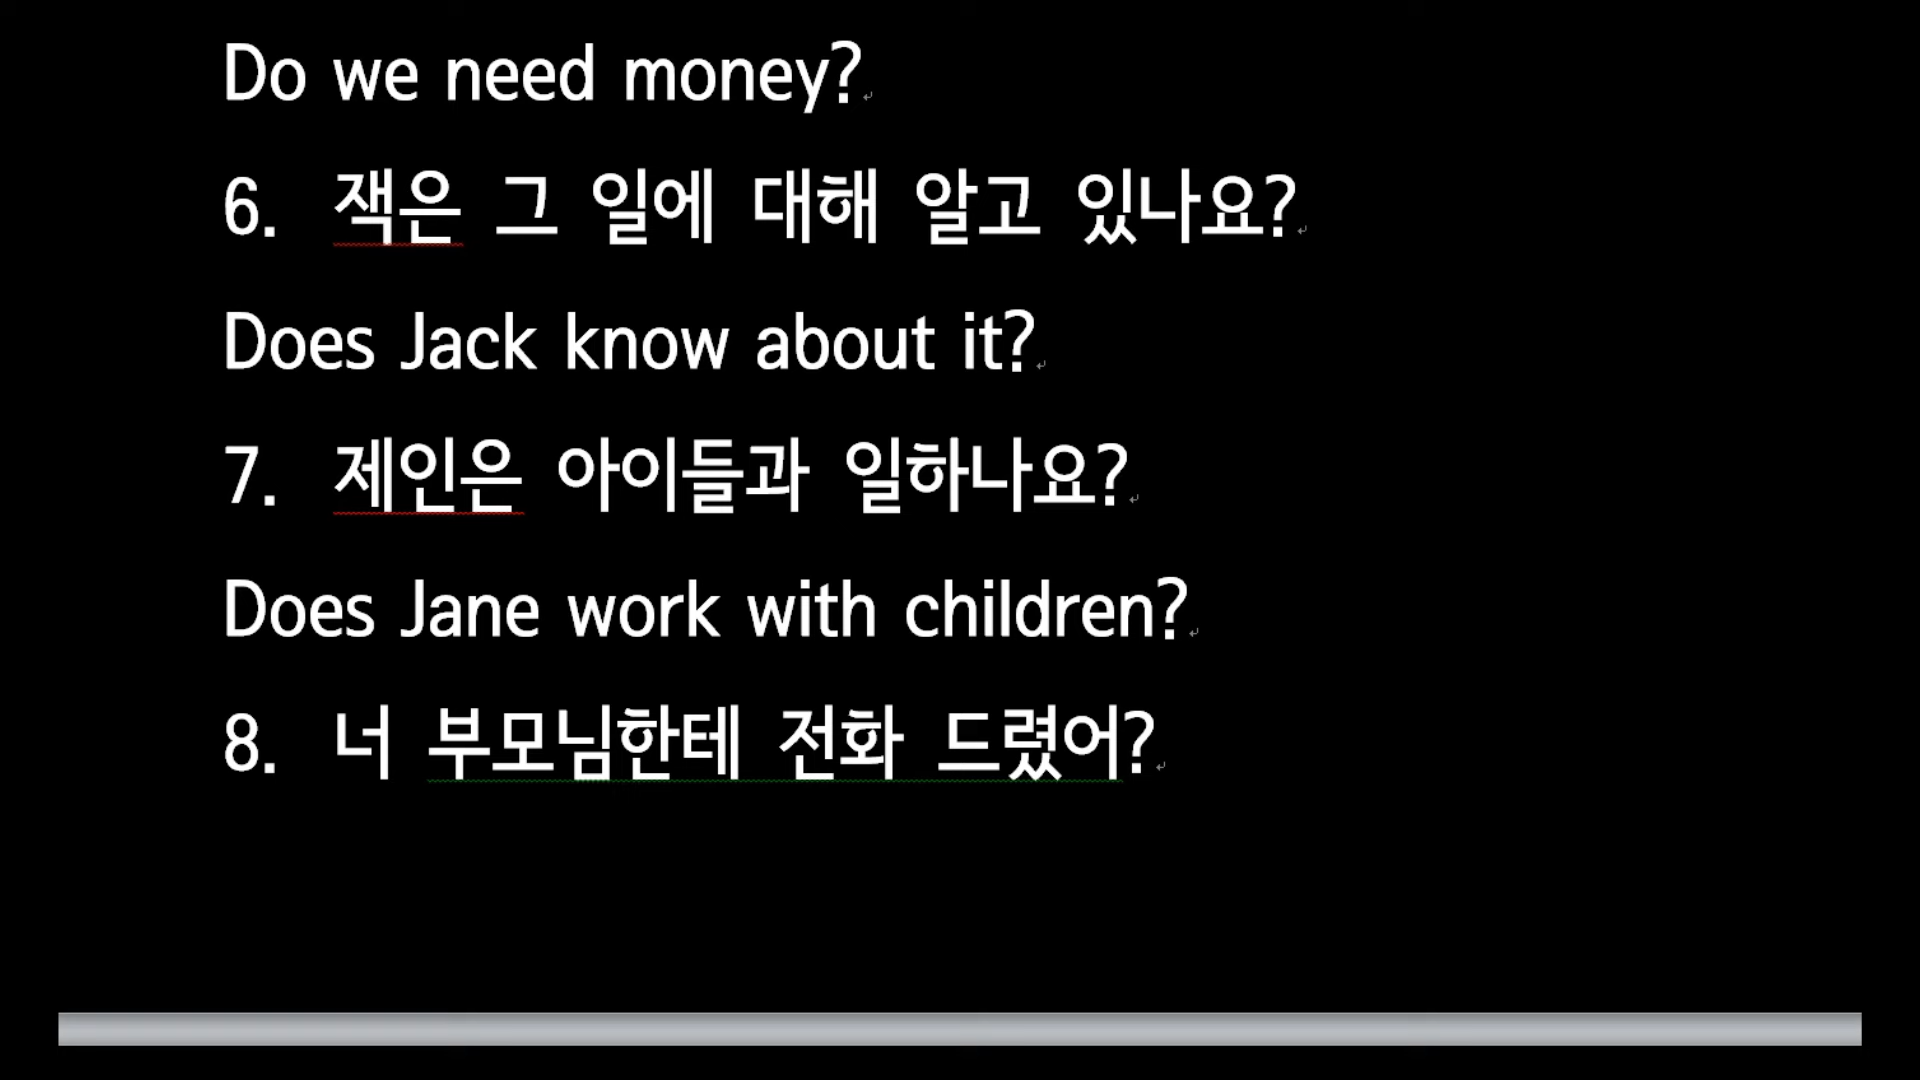 Do we need money?
6. 잭은 그 일에 대해 알고 있나요?
Does Jack know about it?
7. 제인은 아이들과 일하나요?
Does Jane work with children?
8. 너 부모님한테 전화 드렸어?